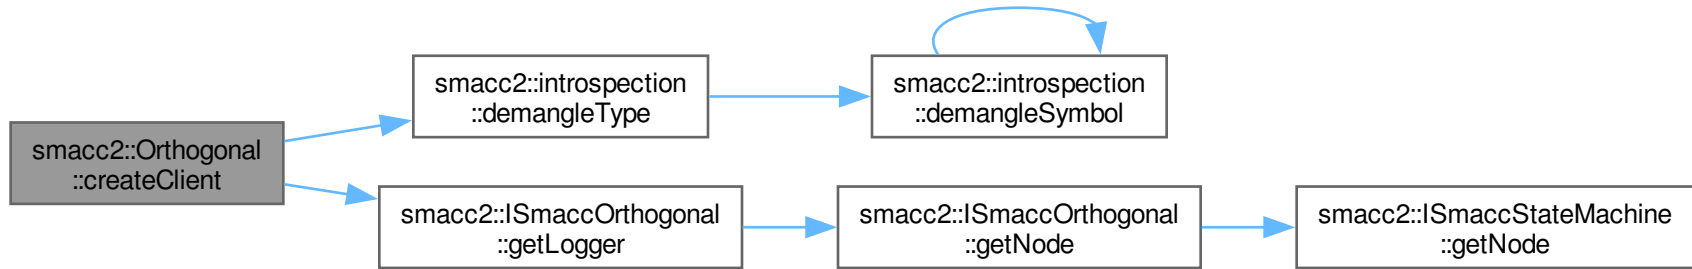 smacc2::Orthogonal
::createClient
smacc2::introspection
::demangleType
smacc2::introspection
::demangleSymbol
smacc2::ISmaccOrthogonal
::getLogger
smacc2::ISmaccOrthogonal
::getNode
smacc2::ISmaccStateMachine
::getNode